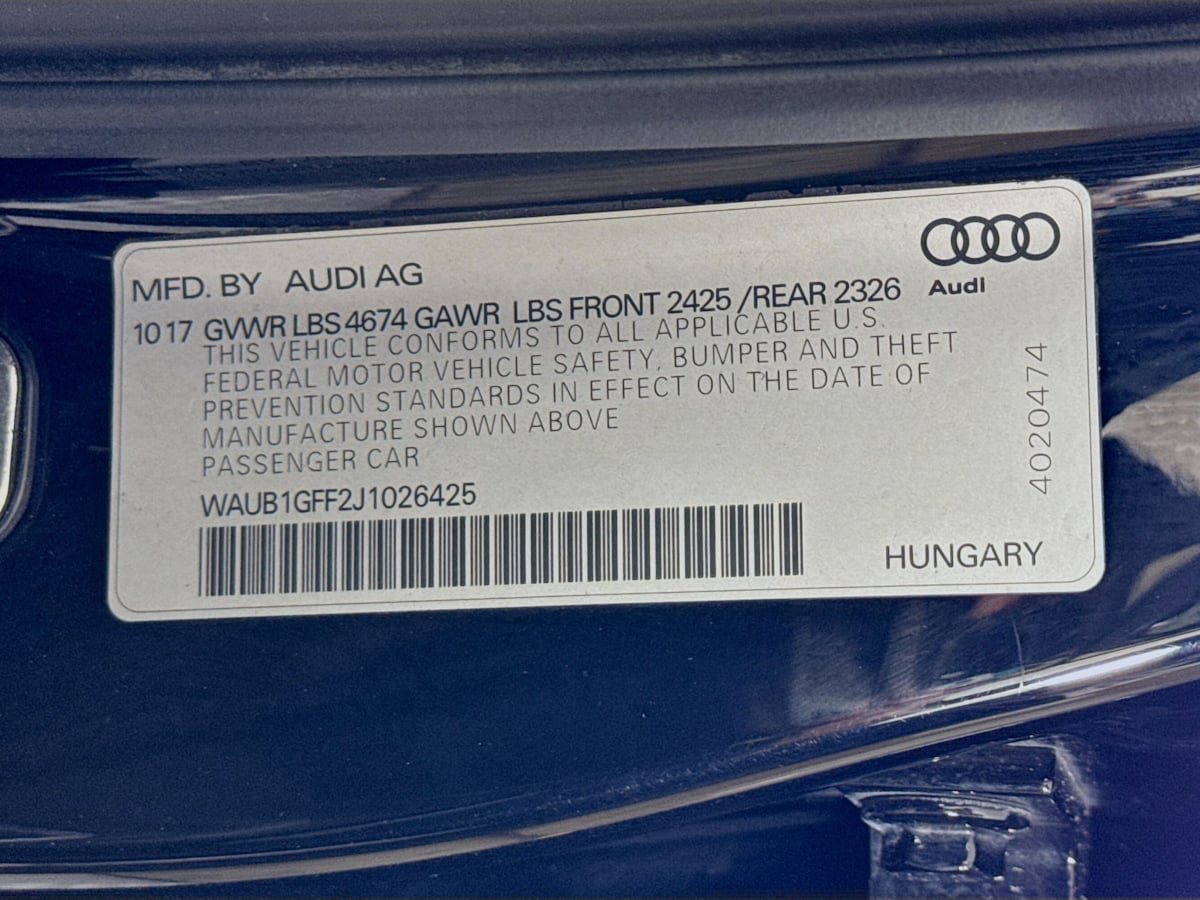 MFD. BY AUDI AG
10 17 GVWR LBS 4674 GAWR LBS FRONT 2425 /REAR 2326
THIS VEHICLE CONFORMS TO ALL APPLICABLE U.S.
FEDERAL MOTOR VEHICLE SAFETY, BUMPER AND THEFT
PREVENTION STANDARDS IN EFFECT ON THE DATE OF
MANUFACTURE SHOWN ABOVE
PASSENGER CAR
WAUB1GFF2J1026425
Audi
4020474
HUNGARY